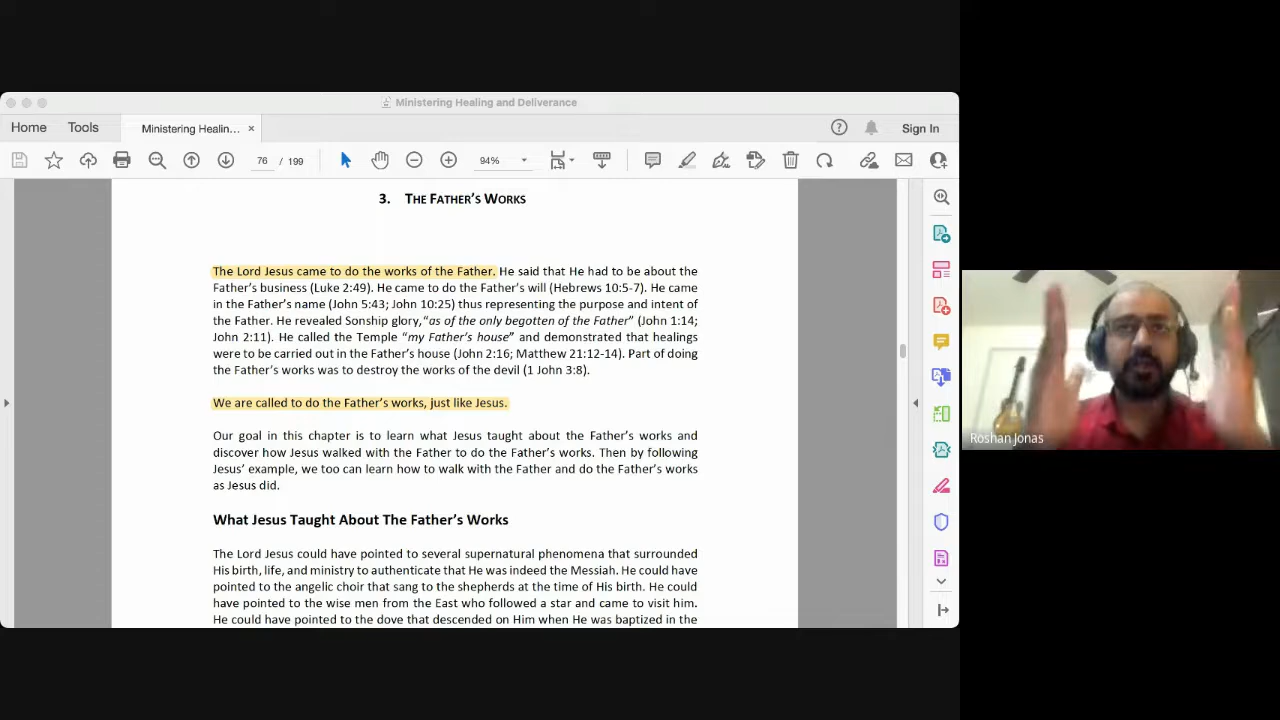 Ministering Healing and Deliverance
Home
Tools
Ministering Healin...
×
Sign In
76 / 199
94%
3. THE FATHER'S WORKS
The Lord Jesus came to do the works of the Father. He said that He had to be about the
Father's business (Luke 2:49). He came to do the Father's will (Hebrews 10:5-7). He came
in the Father's name (John 5:43; John 10:25) thus representing the purpose and intent of
the Father. He revealed Sonship glory,"as of the only begotten of the Father" (John 1:14;
John 2:11). He called the Temple "my Father's house" and demonstrated that healings
were to be carried out in the Father's house (John 2:16; Matthew 21:12-14). Part of doing
the Father's works was to destroy the works of the devil (1 John 3:8).
We are called to do the Father's works, just like Jesus.
Our goal in this chapter is to learn what Jesus taught about the Father's works and
discover how Jesus walked with the Father to do the Father's works. Then by following
Jesus' example, we too can learn how to walk with the Father and do the Father's works
as Jesus did.
What Jesus Taught About The Father's Works
The Lord Jesus could have pointed to several supernatural phenomena that surrounded
His birth, life, and ministry to authenticate that He was indeed the Messiah. He could have
pointed to the angelic choir that sang to the shepherds at the time of His birth. He could
have pointed to the wise men from the East who followed a star and came to visit him.
He could have pointed to the dove that descended on Him when He was baptized in the
Roshan Jonas